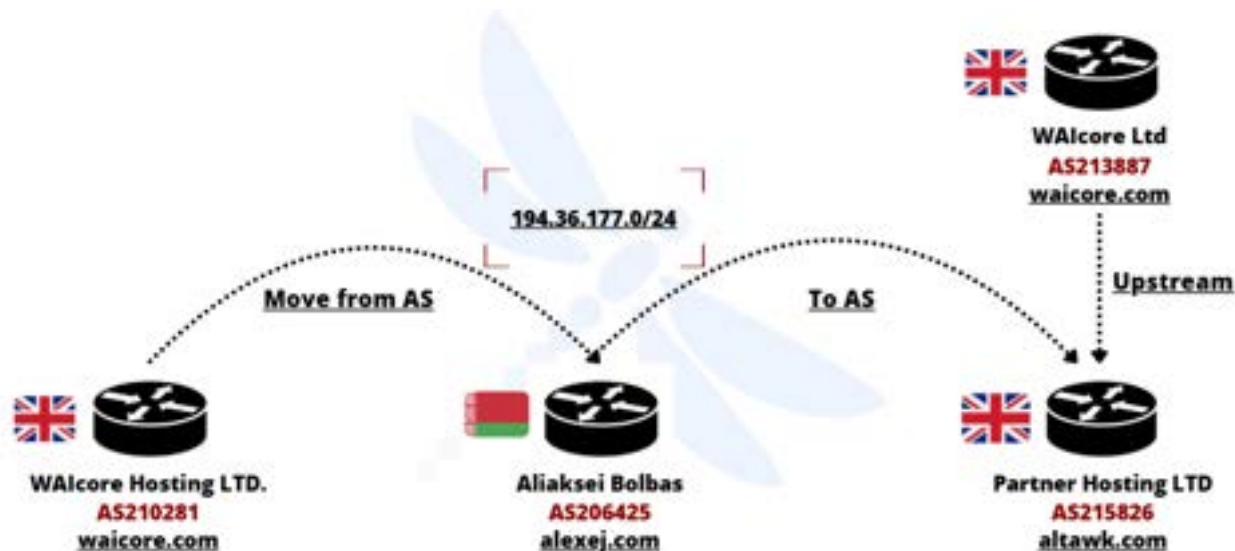 WAIcore Ltd
AS213887
waicore.com
194.36.177.0/24
Move from AS
To AS
Upstream
WAIcore Hosting LTD.
AS210281
waicore.com
Aliaksei Bolbas
AS206425
alexej.com
Partner Hosting LTD
AS215826
altawk.com